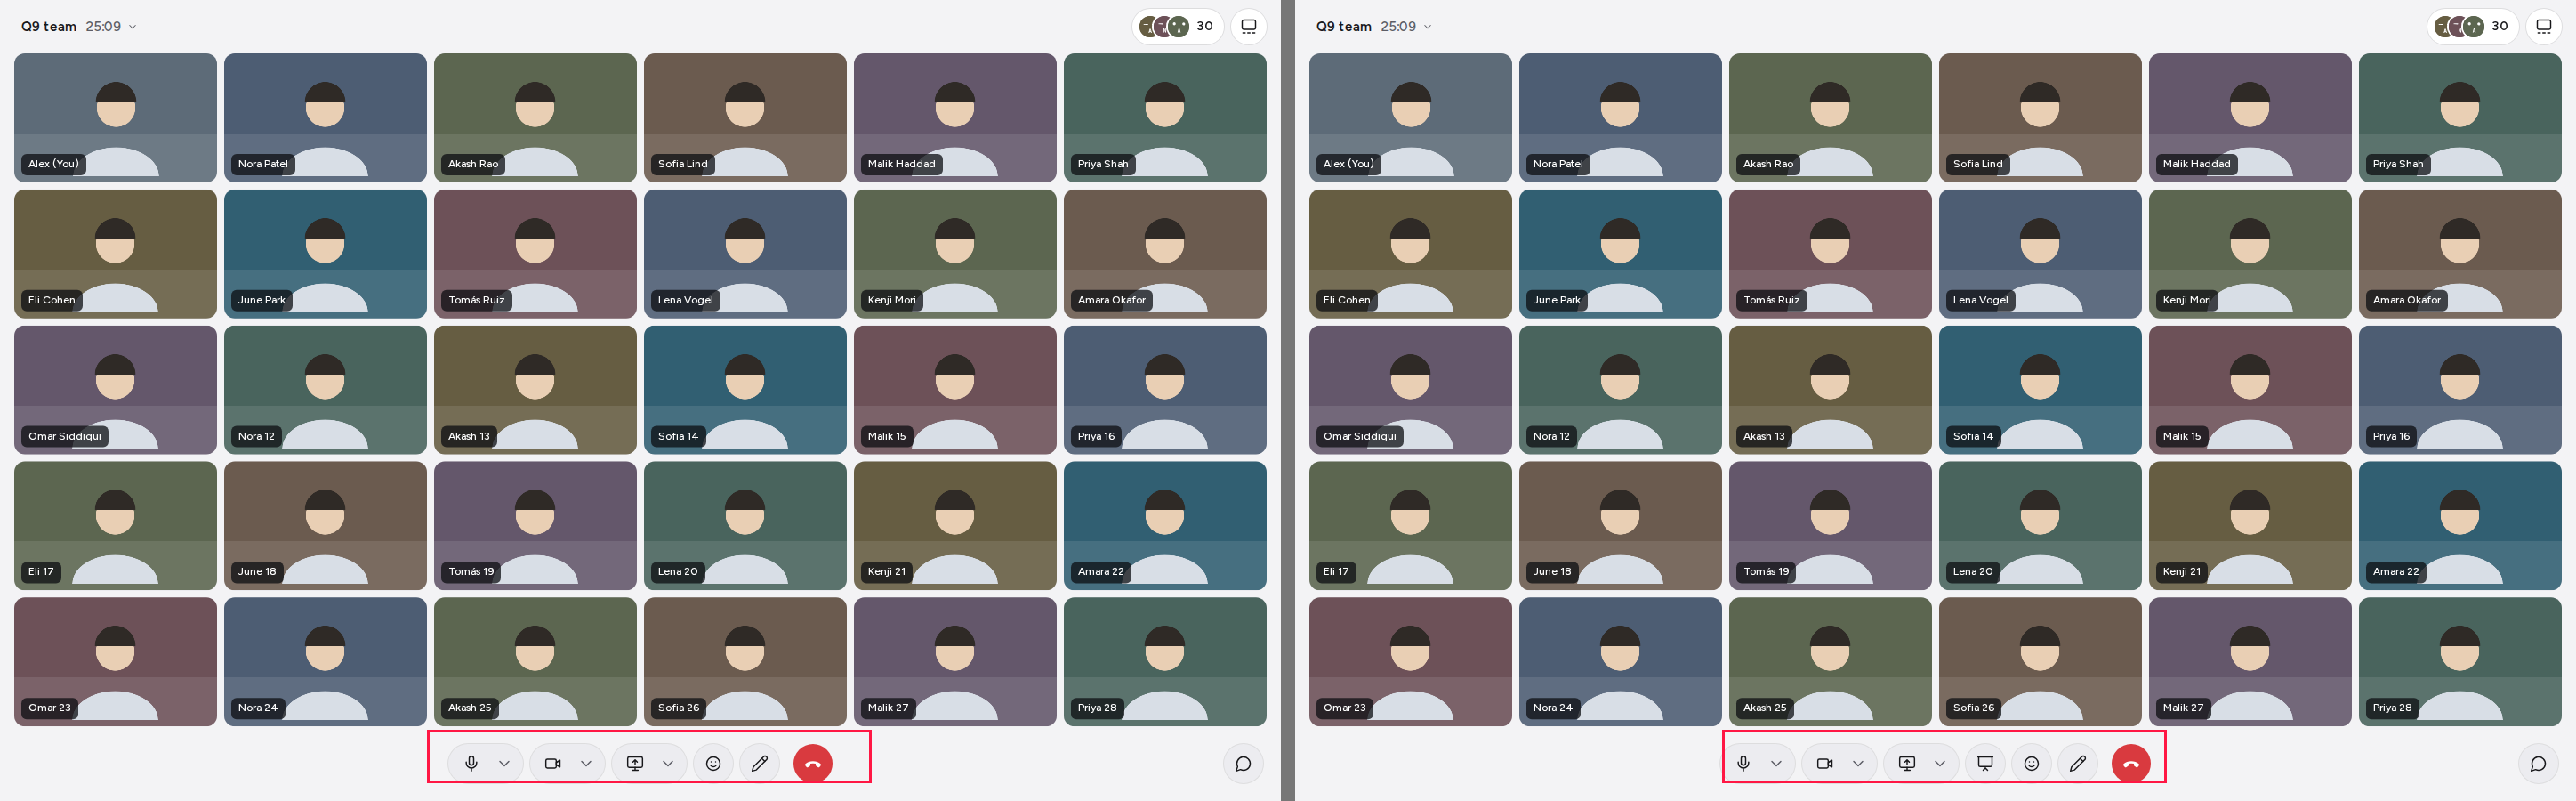 Q9 team 25:09
30
Alex (You) Nora Patel Akash Rao Sofia Lind Malik Haddad Priya Shah
Eli Cohen June Park Tomás Ruiz Lena Vogel Kenji Mori Amara Okafor
Omar Siddiqui Nora 12 Akash 13 Sofia 14 Malik 15 Priya 16
Eli 17 June 18 Tomás 19 Lena 20 Kenji 21 Amara 22
Omar 23 Nora 24 Akash 25 Sofia 26 Malik 27 Priya 28
Q9 team 25:09
30
Alex (You) Nora Patel Akash Rao Sofia Lind Malik Haddad Priya Shah
Eli Cohen June Park Tomás Ruiz Lena Vogel Kenji Mori Amara Okafor
Omar Siddiqui Nora 12 Akash 13 Sofia 14 Malik 15 Priya 16
Eli 17 June 18 Tomás 19 Lena 20 Kenji 21 Amara 22
Omar 23 Nora 24 Akash 25 Sofia 26 Malik 27 Priya 28